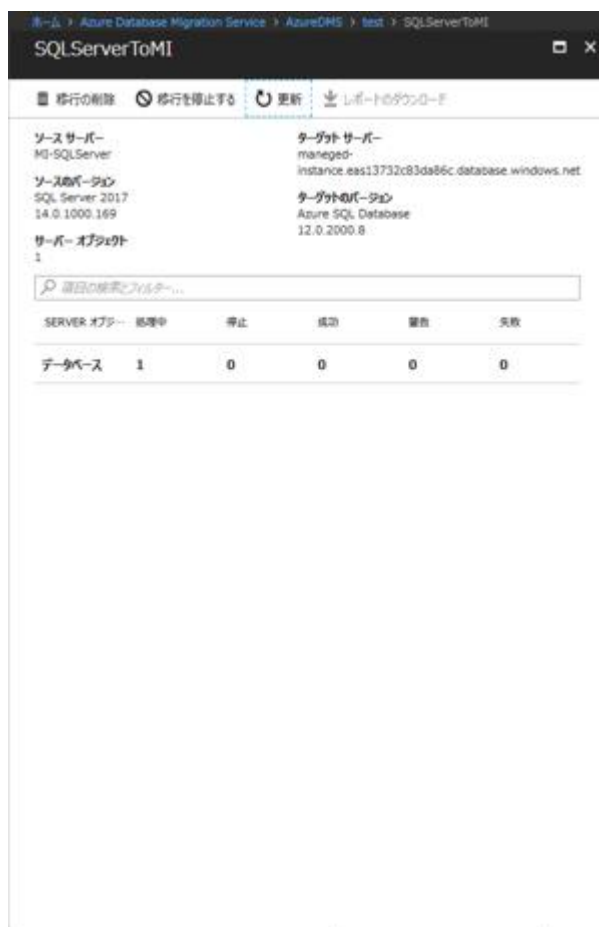 ホーム > Azure Database Migration Service > AzureDMS > test > SQLServerToMI
SQLServerToMI
移行の削除 移行を停止する 更新 レポートのダウンロード
ソース サーバー
MI-SQLServer
ソースのバージョン
SQL Server 2017
14.0.1000.169
サーバー オブジェクト
1
ターゲット サーバー
maneged-
instance.eas13732c83da86c.database.windows.net
ターゲットのバージョン
Azure SQL Database
12.0.2000.8
項目の検索とフィルター...
SERVER オブジ... 処理中 停止 成功 警告 失敗
データベース 1 0 0 0 0